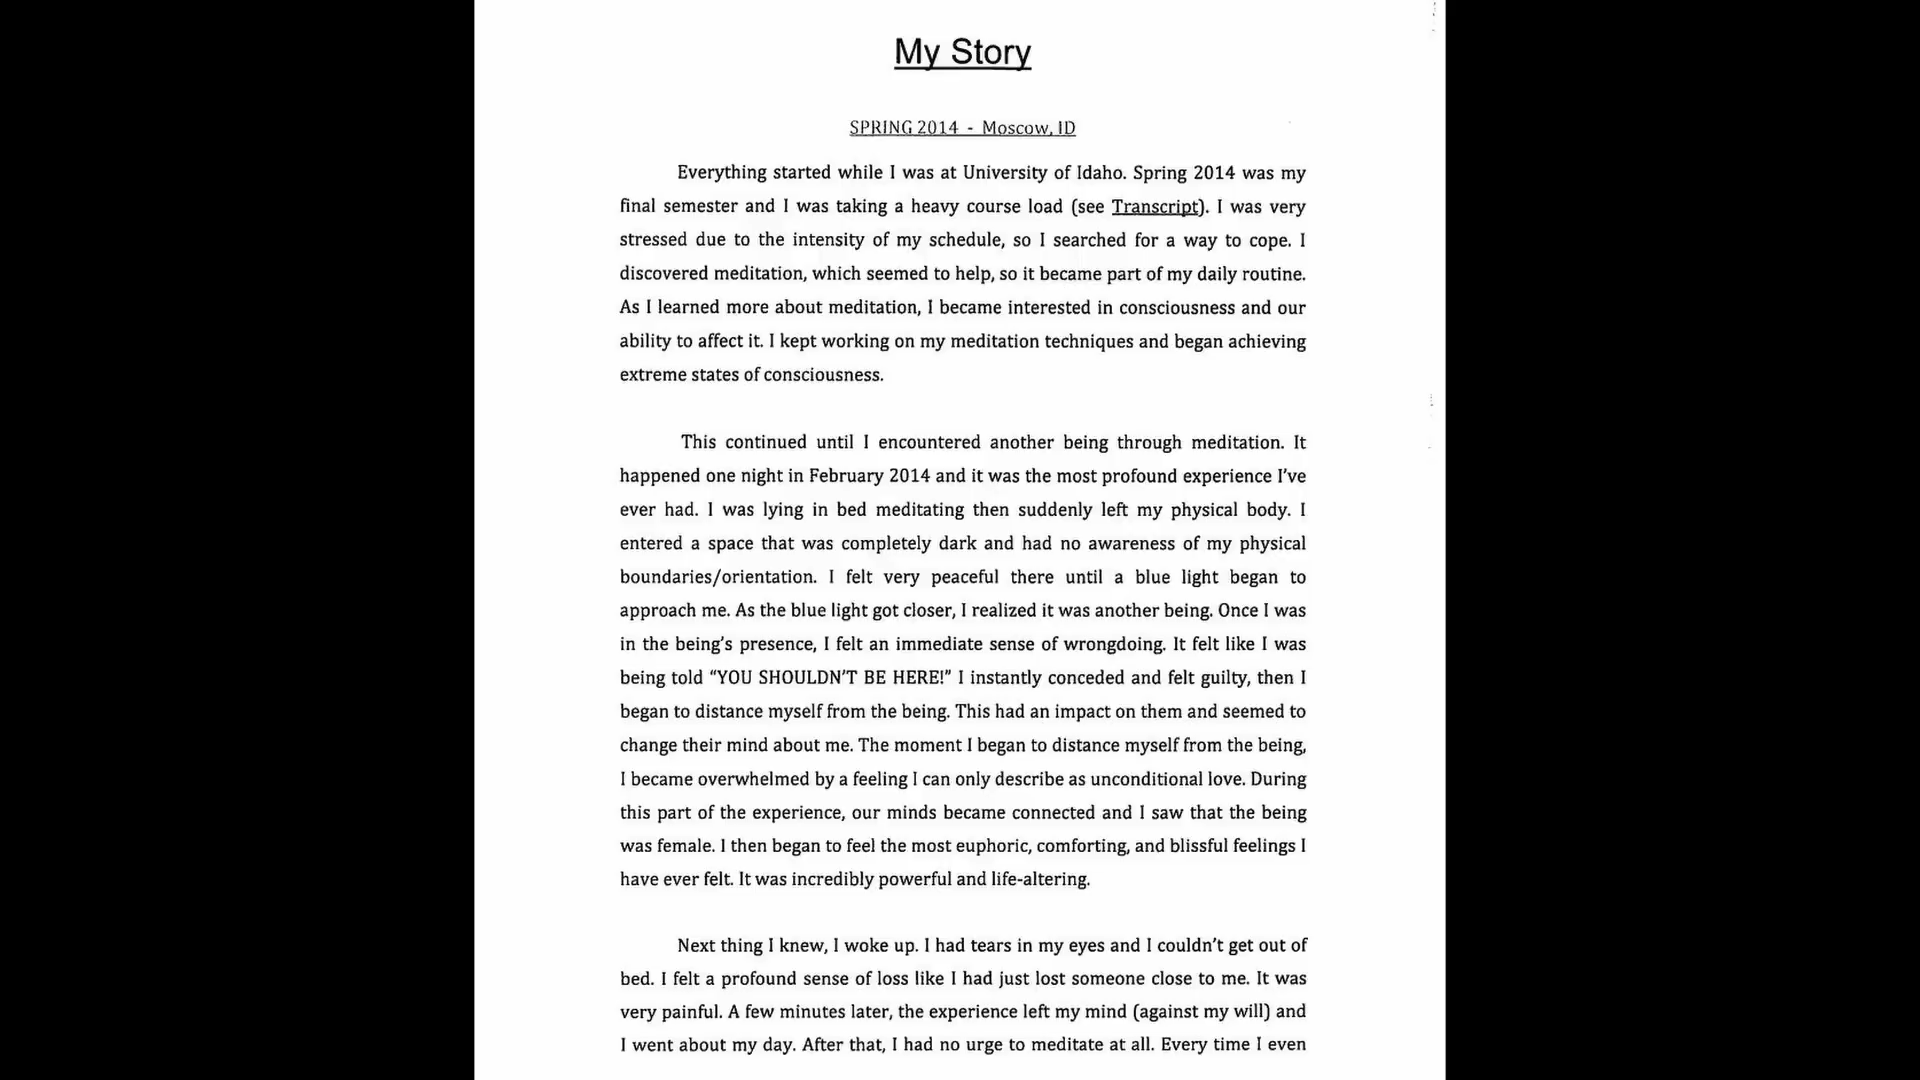 My Story
SPRING 2014 - Moscow, ID
Everything started while I was at University of Idaho. Spring 2014 was my
final semester and I was taking a heavy course load (see Transcript). I was very
stressed due to the intensity of my schedule, so I searched for a way to cope. I
discovered meditation, which seemed to help, so it became part of my daily routine.
As I learned more about meditation, I became interested in consciousness and our
ability to affect it. I kept working on my meditation techniques and began achieving
extreme states of consciousness.
This continued until I encountered another being through meditation. It
happened one night in February 2014 and it was the most profound experience I've
ever had. I was lying in bed meditating then suddenly left my physical body. I
entered a space that was completely dark and had no awareness of my physical
boundaries/orientation. I felt very peaceful there until a blue light began to
approach me. As the blue light got closer, I realized it was another being. Once I was
in the being's presence, I felt an immediate sense of wrongdoing. It felt like I was
being told “YOU SHOULDN'T BE HERE!” I instantly conceded and felt guilty, then I
began to distance myself from the being. This had an impact on them and seemed to
change their mind about me. The moment I began to distance myself from the being,
I became overwhelmed by a feeling I can only describe as unconditional love. During
this part of the experience, our minds became connected and I saw that the being
was female. I then began to feel the most euphoric, comforting, and blissful feelings I
have ever felt. It was incredibly powerful and life-altering.
Next thing I knew, I woke up. I had tears in my eyes and I couldn't get out of
bed. I felt a profound sense of loss like I had just lost someone close to me. It was
very painful. A few minutes later, the experience left my mind (against my will) and
I went about my day. After that, I had no urge to meditate at all. Every time I even